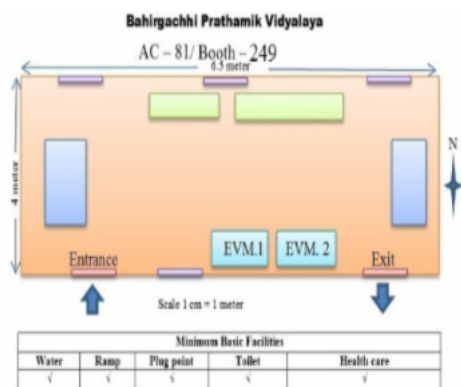 Bahirgachhi Prathamik Vidyalaya
AC – 81/ Booth – 249
6.5 meter
4 meter
N
EVM.1 EVM. 2
Entrance Exit
Scale 1 cm = 1 meter
Minimum Basic Facilities
Water Ramp Plug point Toilet Health care
√ √ √ √ √